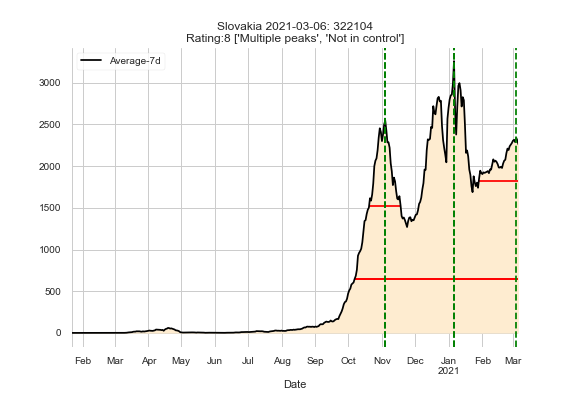 Slovakia 2021-03-06: 322104
Rating:8 ['Multiple peaks', 'Not in control']
Average-7d
3000
2500
2000
1500
1000
500
0
Feb Mar Apr May Jun Jul Aug Sep Oct Nov Dec Jan Feb Mar
2021
Date